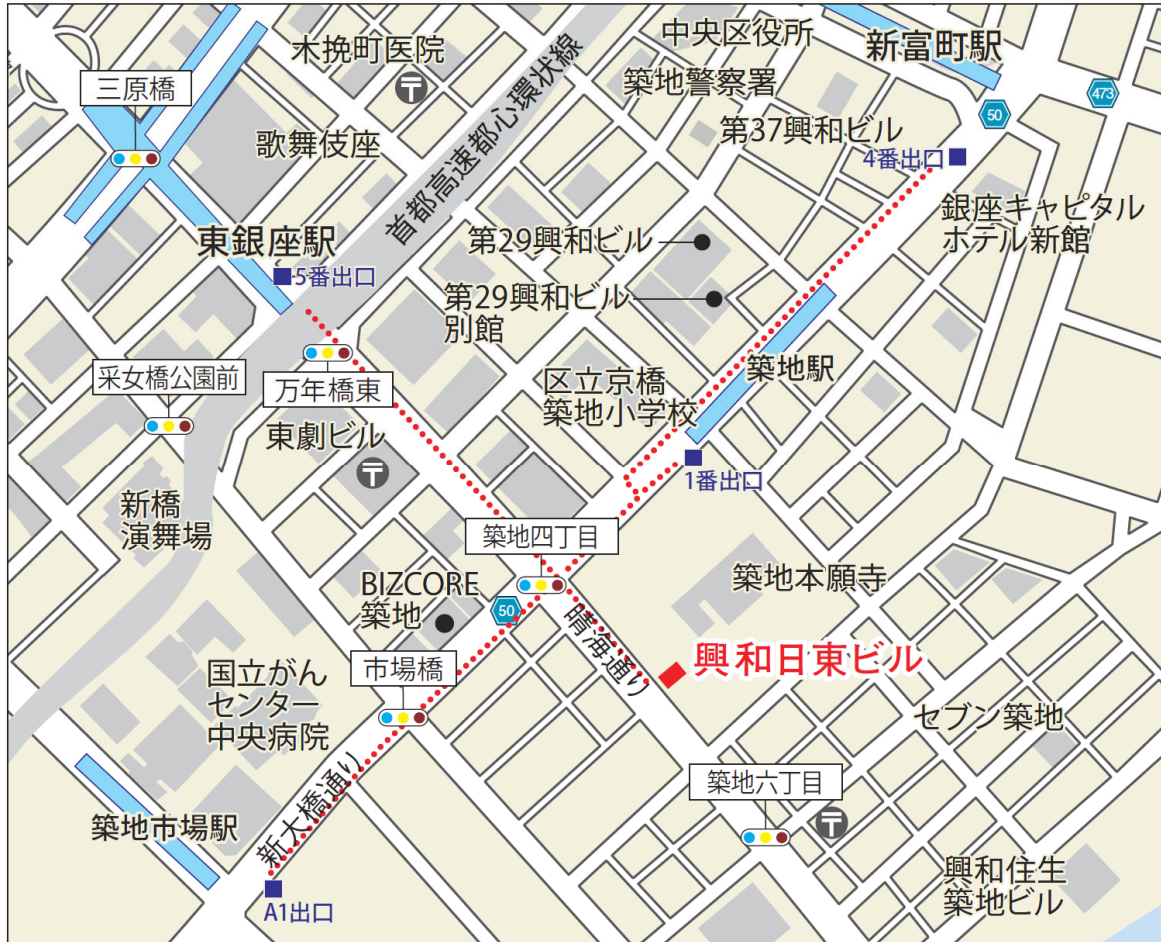 木挽町医院
中央区役所
新富町駅
三原橋
築地警察署
473
50
歌舞伎座
首都高速都心環状線
第37興和ビル
4番出口
銀座キャピタル
ホテル新館
東銀座駅
5番出口
第29興和ビル
第29興和ビル
別館
采女橋公園前
万年橋東
区立京橋
築地小学校
築地駅
東劇ビル
1番出口
新橋
演舞場
築地四丁目
BIZCORE
築地
50
築地本願寺
晴海通り
興和日東ビル
市場橋
国立がん
センター
中央病院
セブン築地
築地六丁目
新大橋通り
築地市場駅
興和住生
築地ビル
A1出口